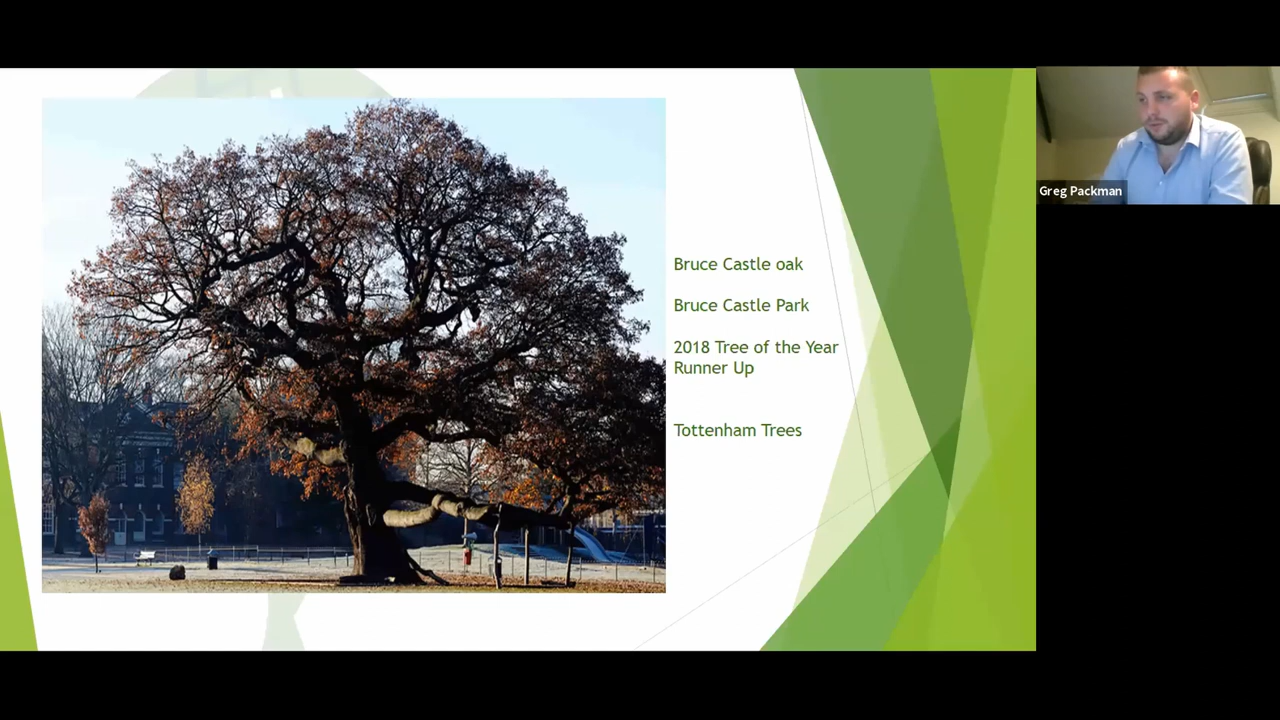 Bruce Castle oak
Bruce Castle Park
2018 Tree of the Year
Runner Up
Tottenham Trees
Greg Packman